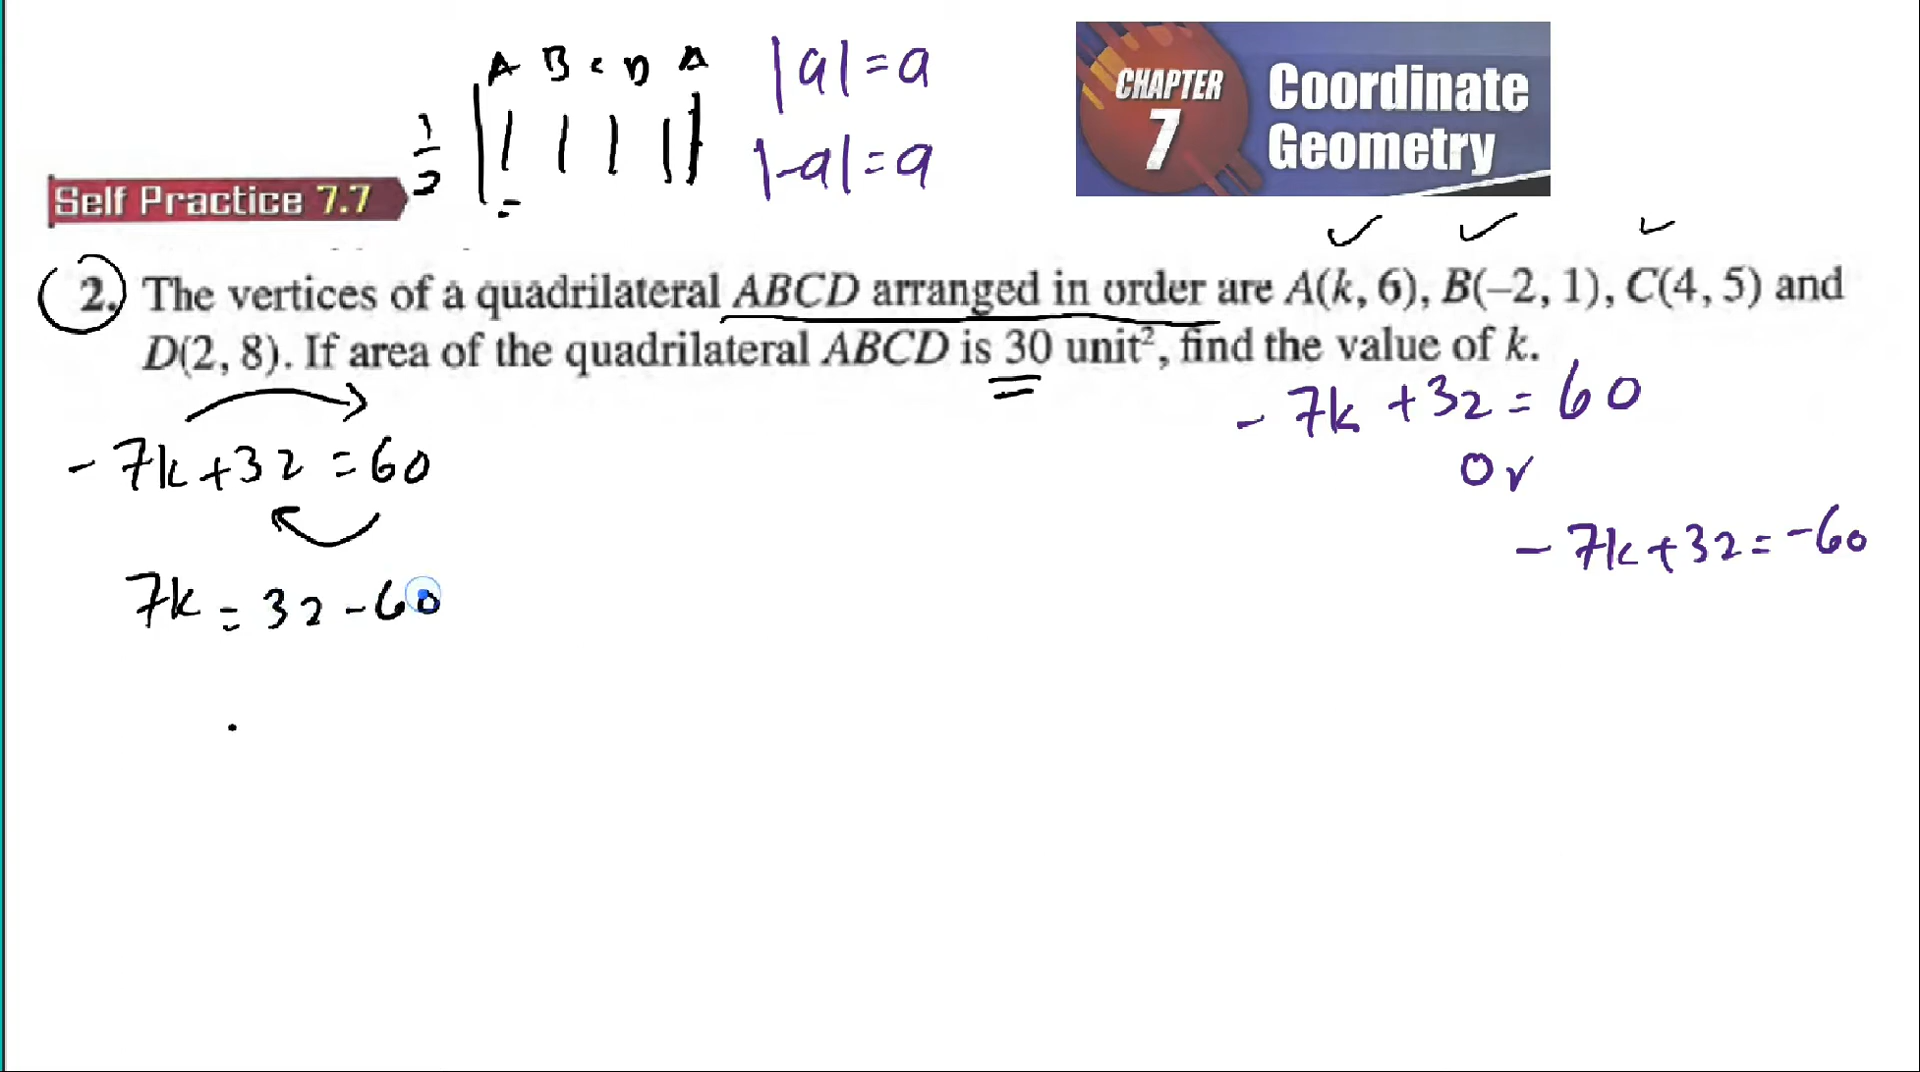 A B C D A
|a| = a
CHAPTER 7
Coordinate Geometry
1/2 | | | | | |
|-a| = a
Self Practice 7.7
2. The vertices of a quadrilateral ABCD arranged in order are A(k, 6), B(–2, 1), C(4, 5) and
D(2, 8). If area of the quadrilateral ABCD is 30 unit², find the value of k.
- 7k + 32 = 60
or
- 7k + 32 = -60
- 7k + 32 = 60
7k = 32 - 60